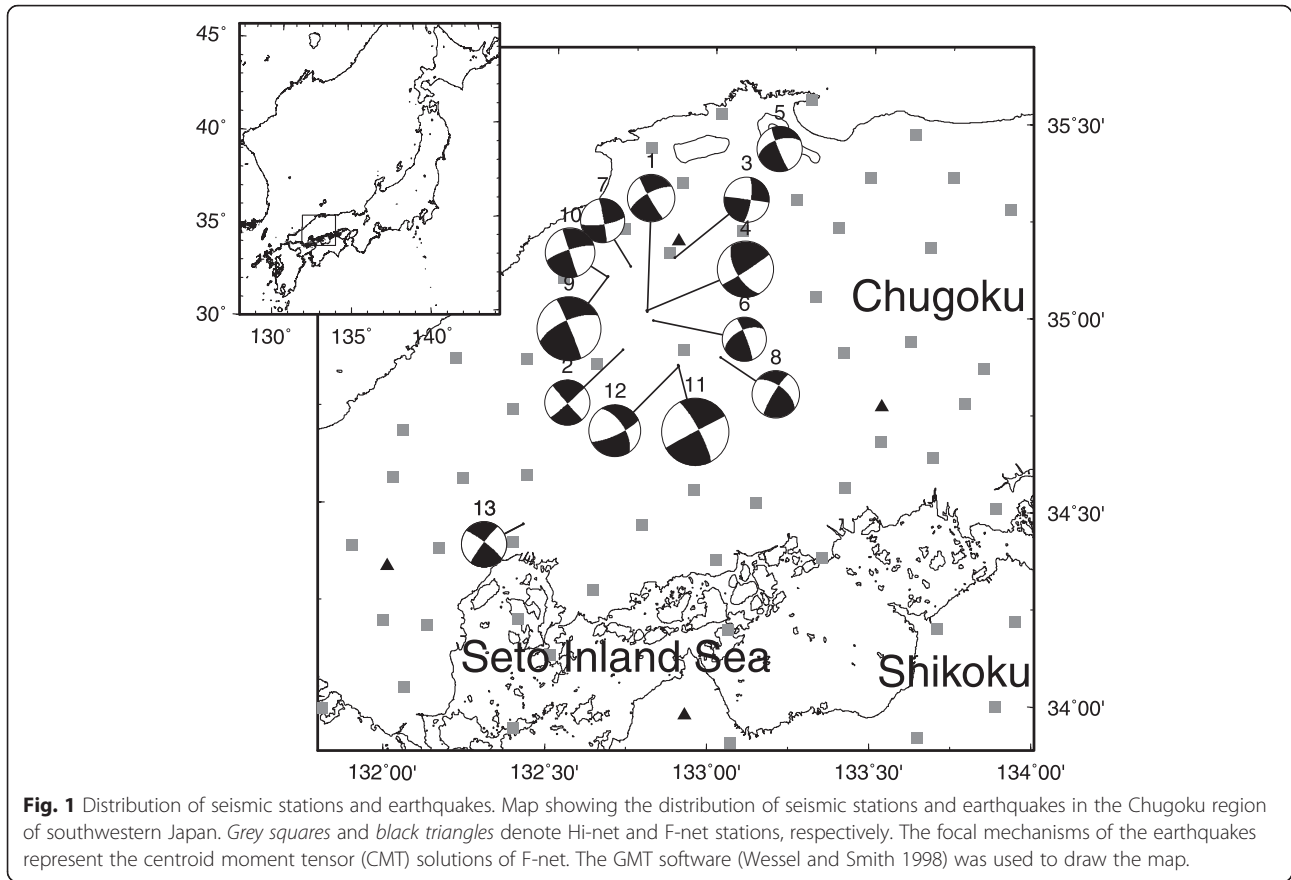 45˚
40˚
35˚
30˚
130˚ 135˚ 140˚
5
1
3
7
10
4
9
6
8
2
12
11
13
Chugoku
Seto Inland Sea
Shikoku
35˚30'
35˚00'
34˚30'
34˚00'
132˚00' 132˚30' 133˚00' 133˚30' 134˚00'
Fig. 1 Distribution of seismic stations and earthquakes. Map showing the distribution of seismic stations and earthquakes in the Chugoku region
of southwestern Japan. Grey squares and black triangles denote Hi-net and F-net stations, respectively. The focal mechanisms of the earthquakes
represent the centroid moment tensor (CMT) solutions of F-net. The GMT software (Wessel and Smith 1998) was used to draw the map.